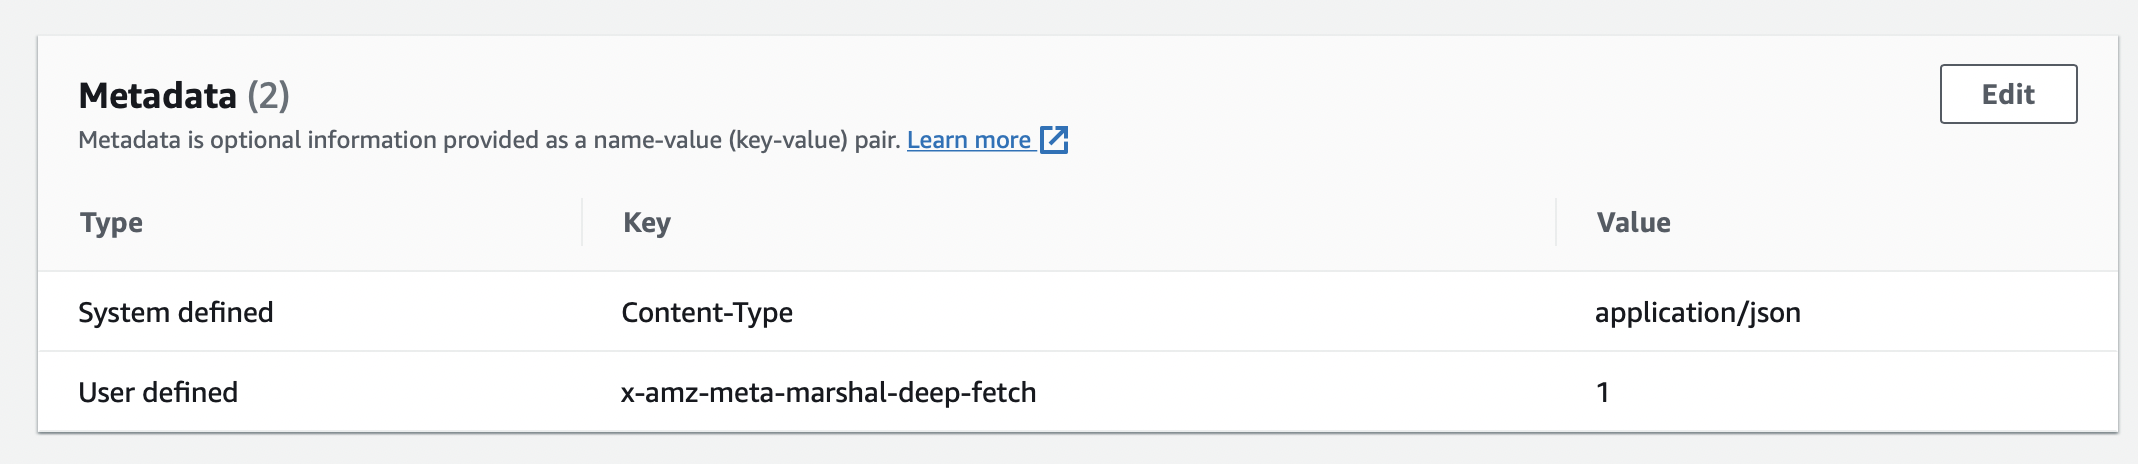 Metadata (2)
Edit
Metadata is optional information provided as a name-value (key-value) pair. Learn more
Type Key Value
System defined Content-Type application/json
User defined x-amz-meta-marshal-deep-fetch 1